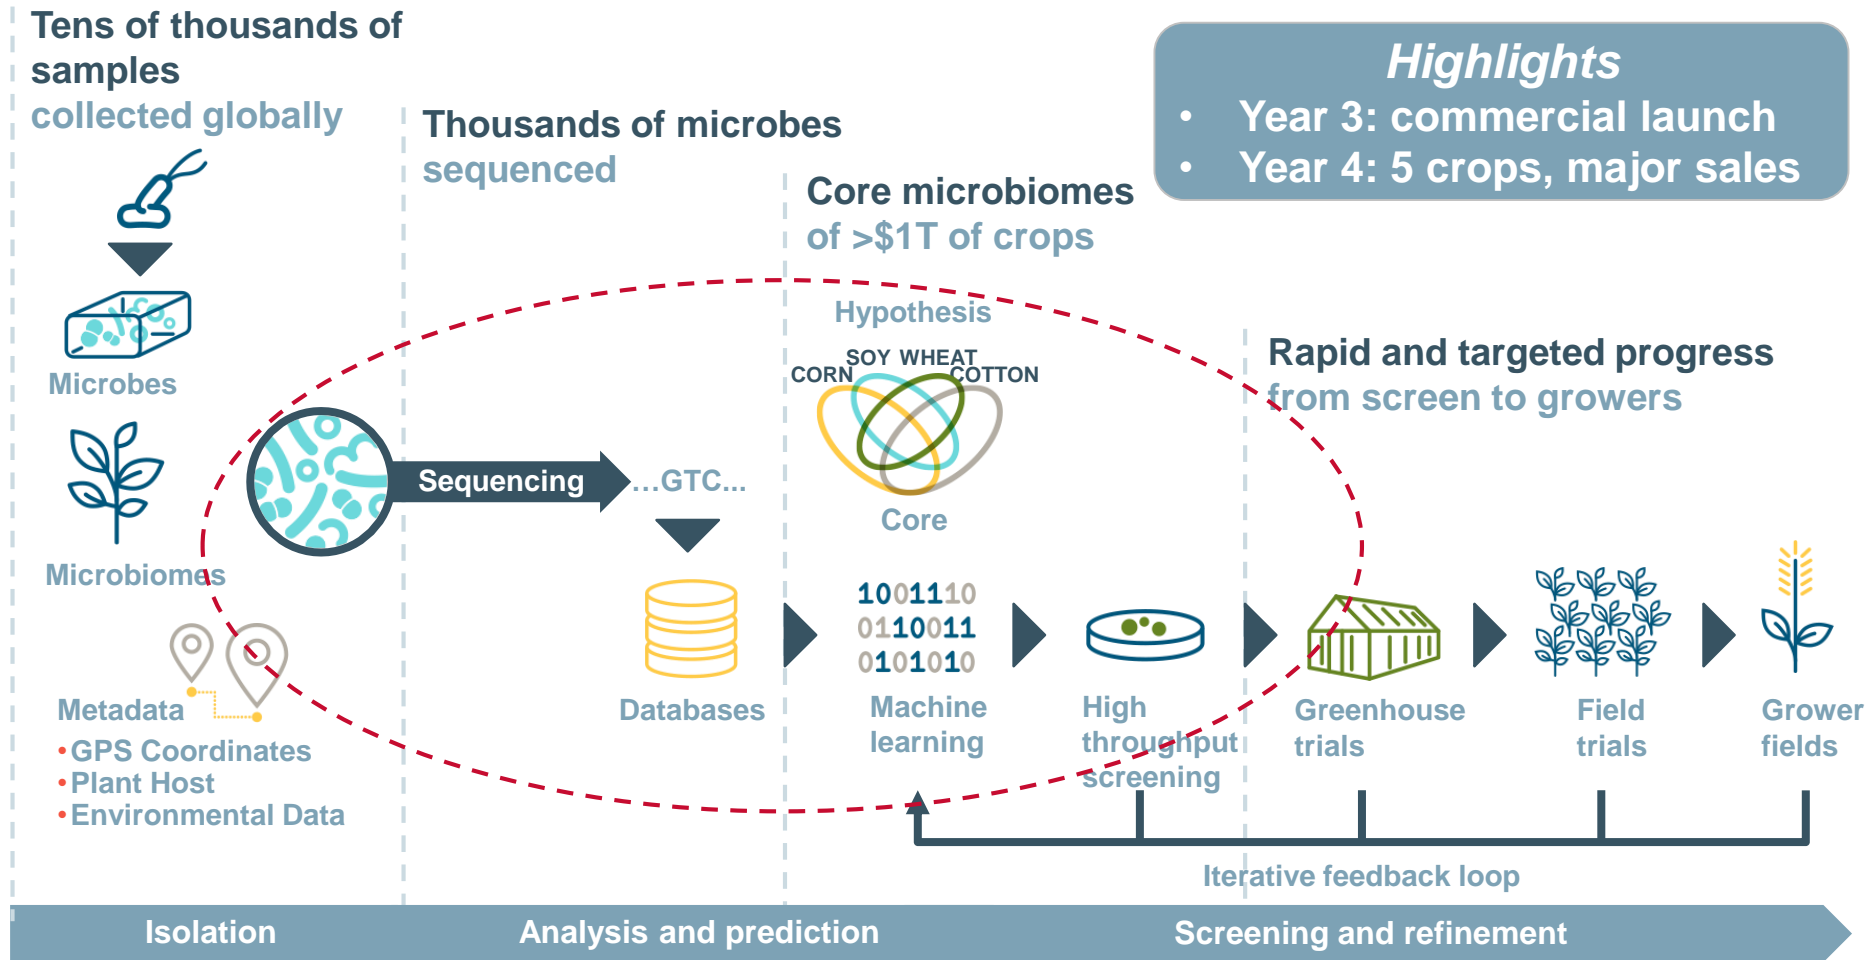 Tens of thousands of
samples
collected globally
Microbes
Microbiomes
Metadata
•GPS Coordinates
•Plant Host
•Environmental Data
Thousands of microbes
sequenced
Sequencing
...GTC...
Databases
Core microbiomes
of >$1T of crops
Hypothesis
SOY WHEAT
CORN COTTON
Core
1001110
0110011
0101010
Machine
learning
High
throughput
screening
Highlights
• Year 3: commercial launch
• Year 4: 5 crops, major sales
Rapid and targeted progress
from screen to growers
Greenhouse
trials
Field
trials
Grower
fields
Iterative feedback loop
Isolation
Analysis and prediction
Screening and refinement